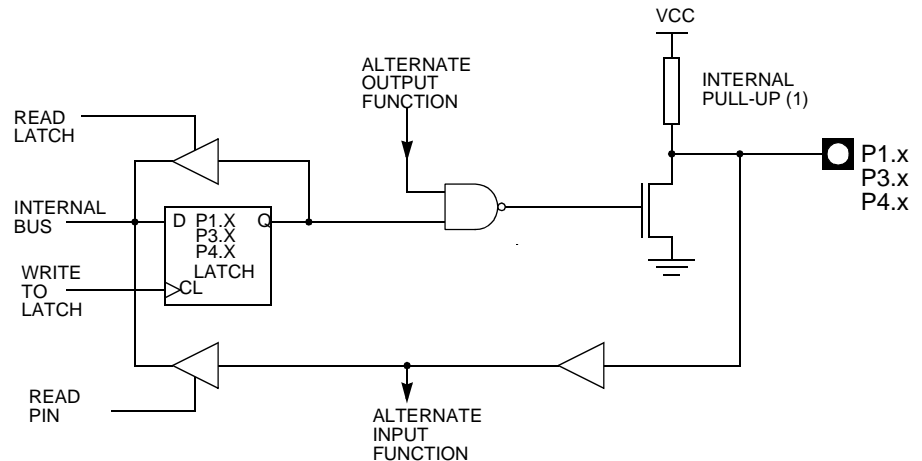 VCC
ALTERNATE
OUTPUT
FUNCTION
INTERNAL
PULL-UP (1)
READ
LATCH
P1.x
P3.x
P4.x
INTERNAL
BUS
D P1.X Q
P3.X
P4.X
LATCH
CL
WRITE
TO
LATCH
READ
PIN
ALTERNATE
INPUT
FUNCTION